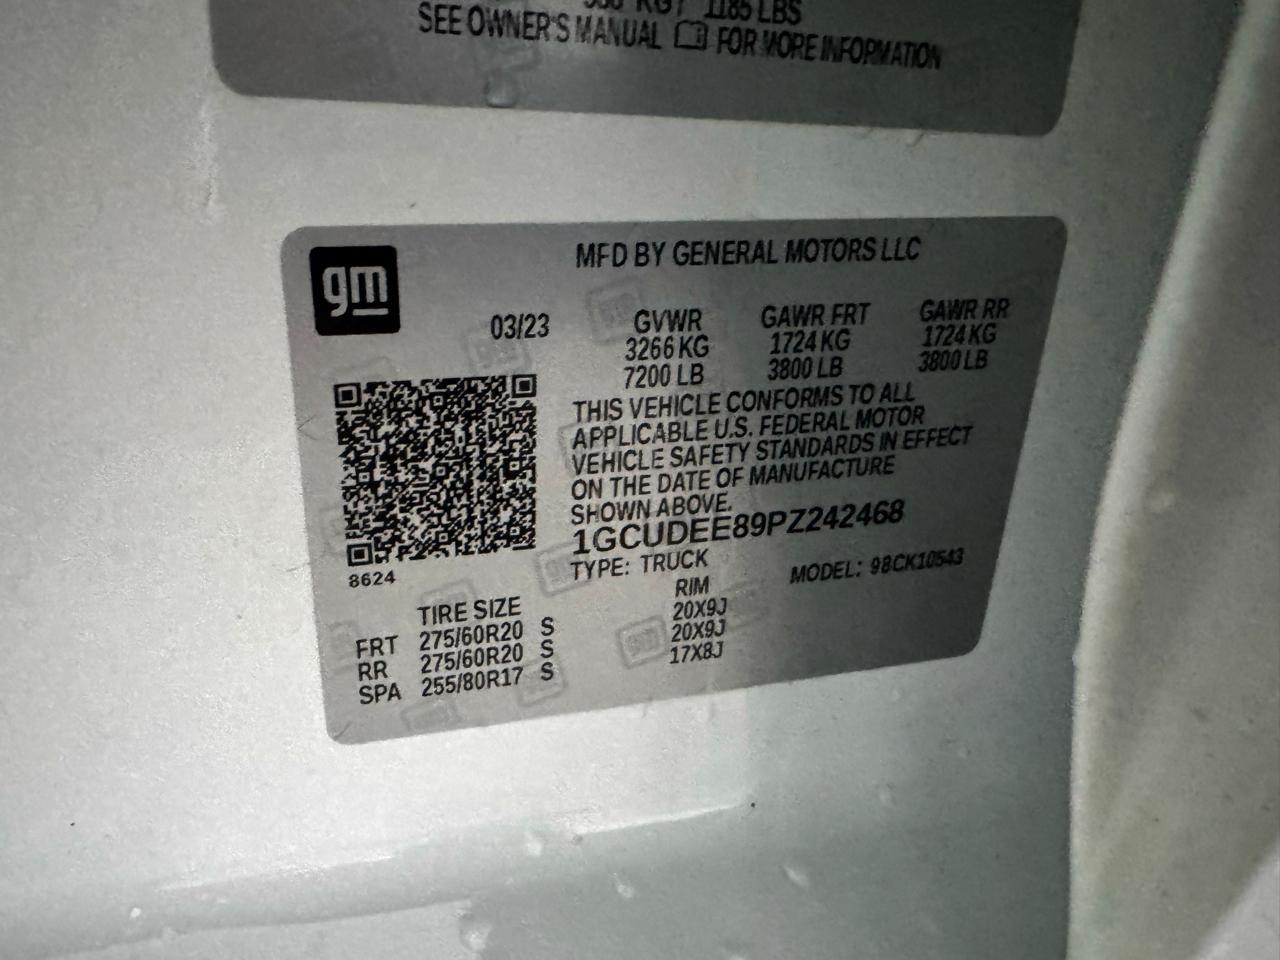 KG / 1185 LBS
SEE OWNER'S MANUAL FOR MORE INFORMATION
gm
MFD BY GENERAL MOTORS LLC
03/23
GVWR GAWR FRT GAWR RR
3266 KG 1724 KG 1724 KG
7200 LB 3800 LB 3800 LB
THIS VEHICLE CONFORMS TO ALL
APPLICABLE U.S. FEDERAL MOTOR
VEHICLE SAFETY STANDARDS IN EFFECT
ON THE DATE OF MANUFACTURE
SHOWN ABOVE.
1GCUDEE89PZ242468
TYPE: TRUCK MODEL: 98CK10543
8624
TIRE SIZE RIM
FRT 275/60R20 S 20X9J
RR 275/60R20 S 20X9J
SPA 255/80R17 S 17X8J